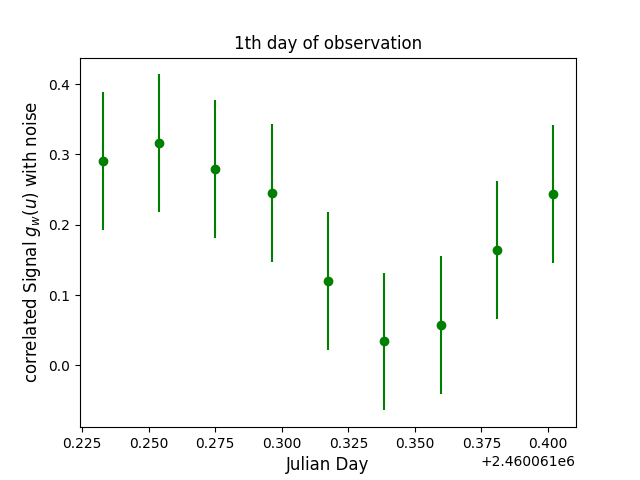 1th day of observation
correlated Signal g_w(u) with noise
0.4
0.3
0.2
0.1
0.0
0.225 0.250 0.275 0.300 0.325 0.350 0.375 0.400
Julian Day
+2.460061e6